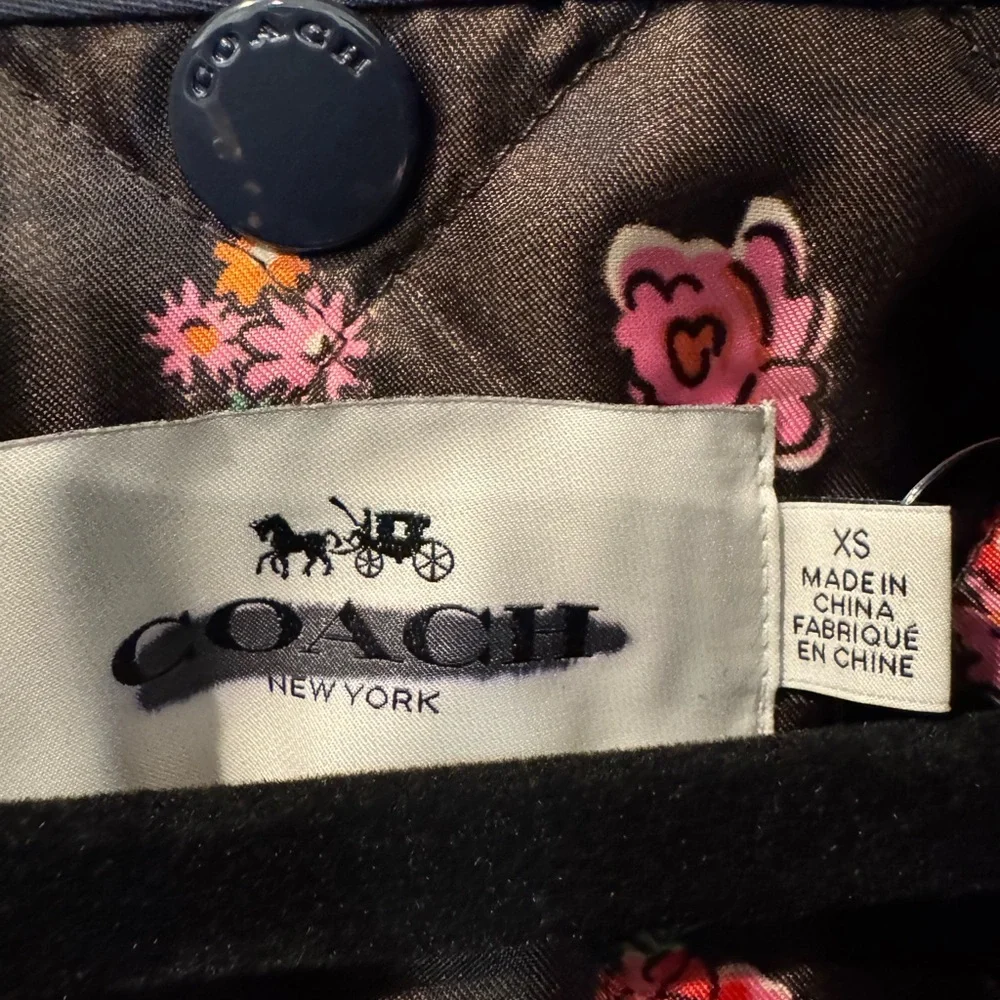 COACH
COACH
NEW YORK
XS
MADE IN
CHINA
FABRIQUÉ
EN CHINE